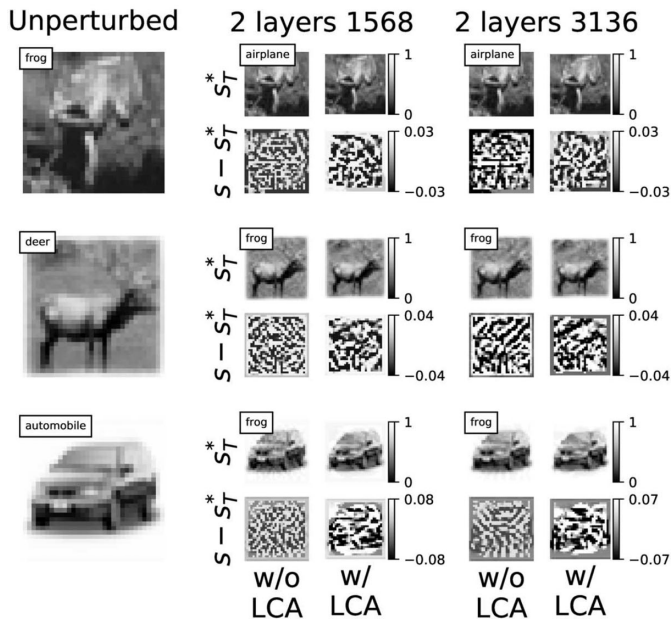 Unperturbed
2 layers 1568
2 layers 3136
frog
airplane
airplane
S*T
1
0
1
0
S − S*T
0.03
−0.03
0.03
−0.03
deer
frog
frog
S*T
1
0
1
0
S − S*T
0.04
−0.04
0.04
−0.04
automobile
frog
frog
S*T
1
0
1
0
S − S*T
0.08
−0.08
0.07
−0.07
w/o
LCA
w/
LCA
w/o
LCA
w/
LCA